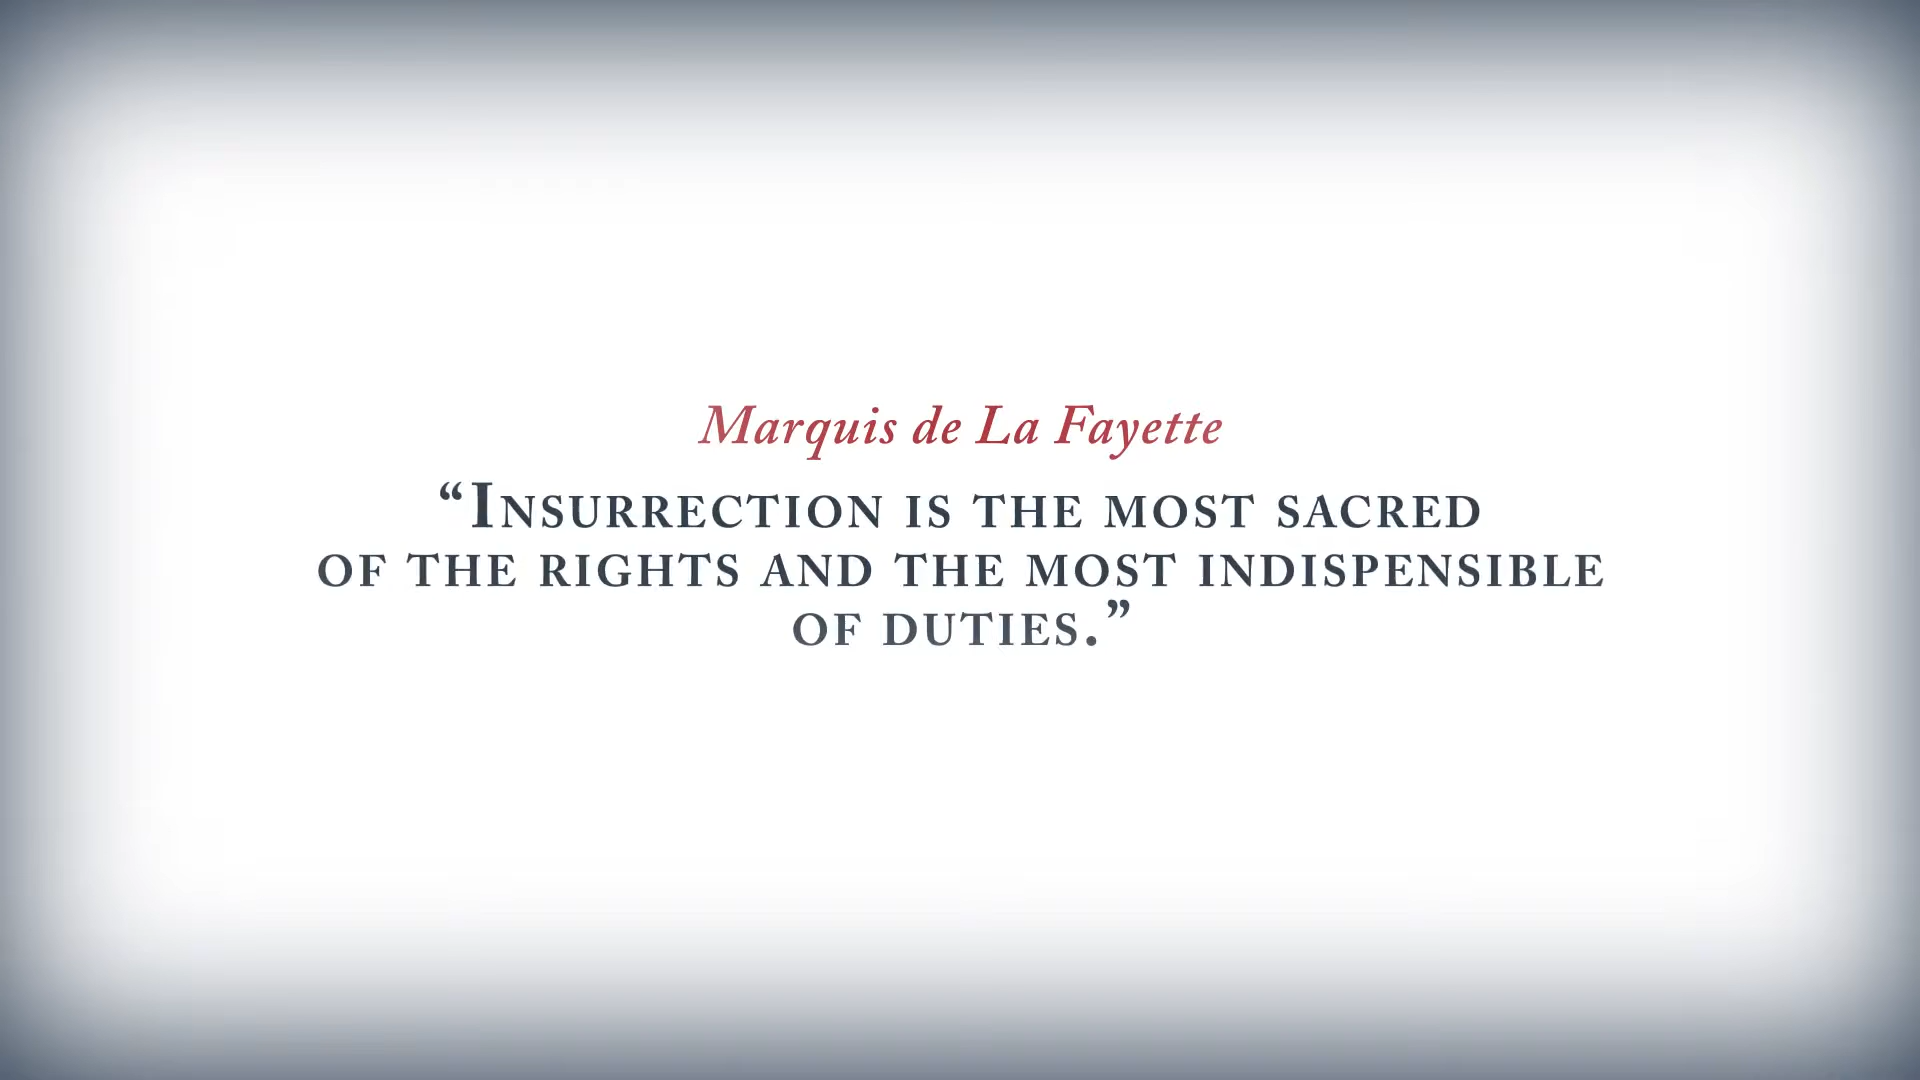 Marquis de La Fayette
“Insurrection is the most sacred
of the rights and the most indispensible
of duties.”